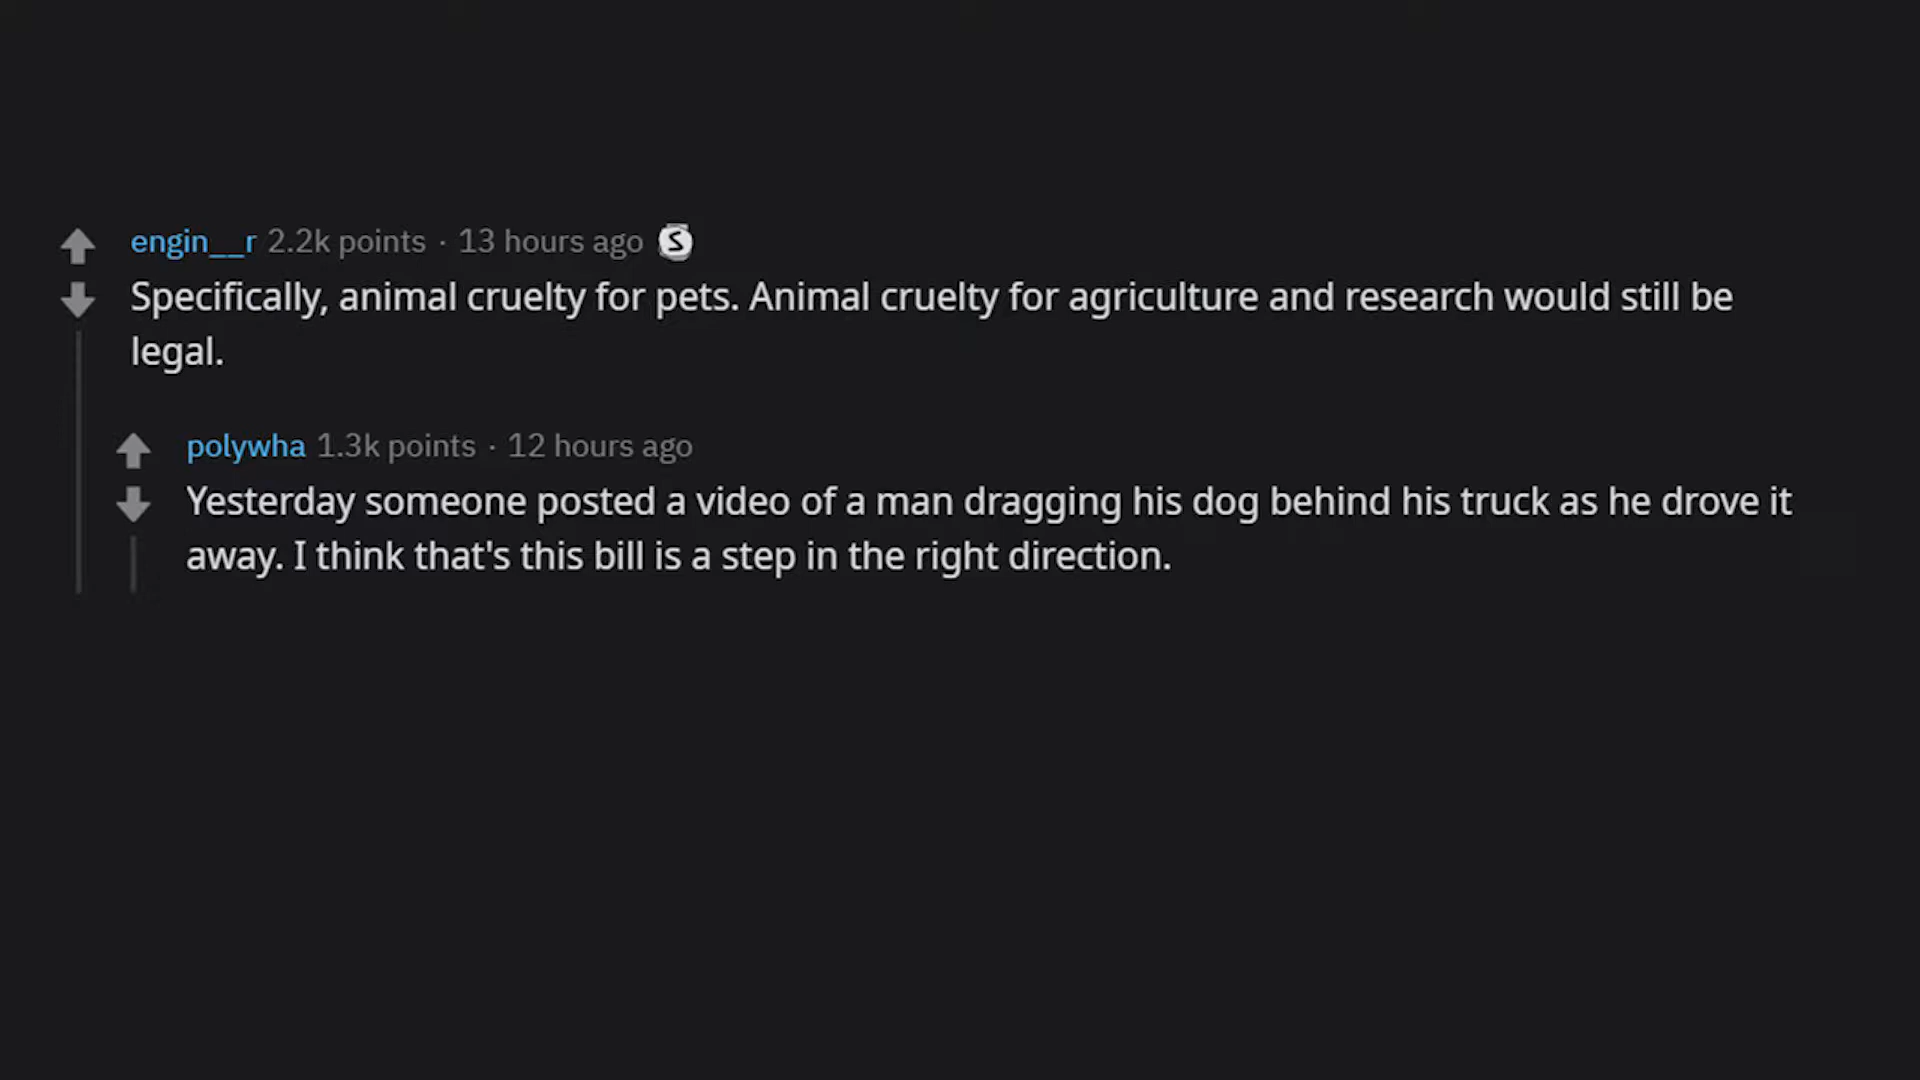 engin__r 2.2k points · 13 hours ago S
Specifically, animal cruelty for pets. Animal cruelty for agriculture and research would still be
legal.
polywha 1.3k points · 12 hours ago
Yesterday someone posted a video of a man dragging his dog behind his truck as he drove it
away. I think that's this bill is a step in the right direction.